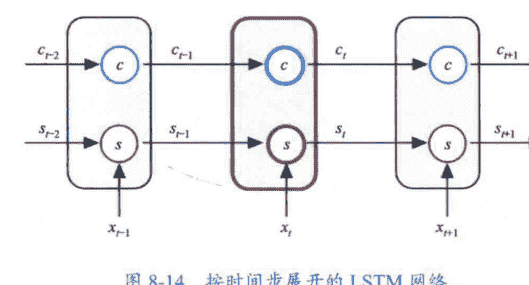 c_{t-2} c c_{t-1} c c_t c c_{t+1}
s_{t-2} s s_{t-1} s s_t s s_{t+1}
x_{t-1} x_t x_{t+1}
图 8-14 按时间步展开的 LSTM 网络